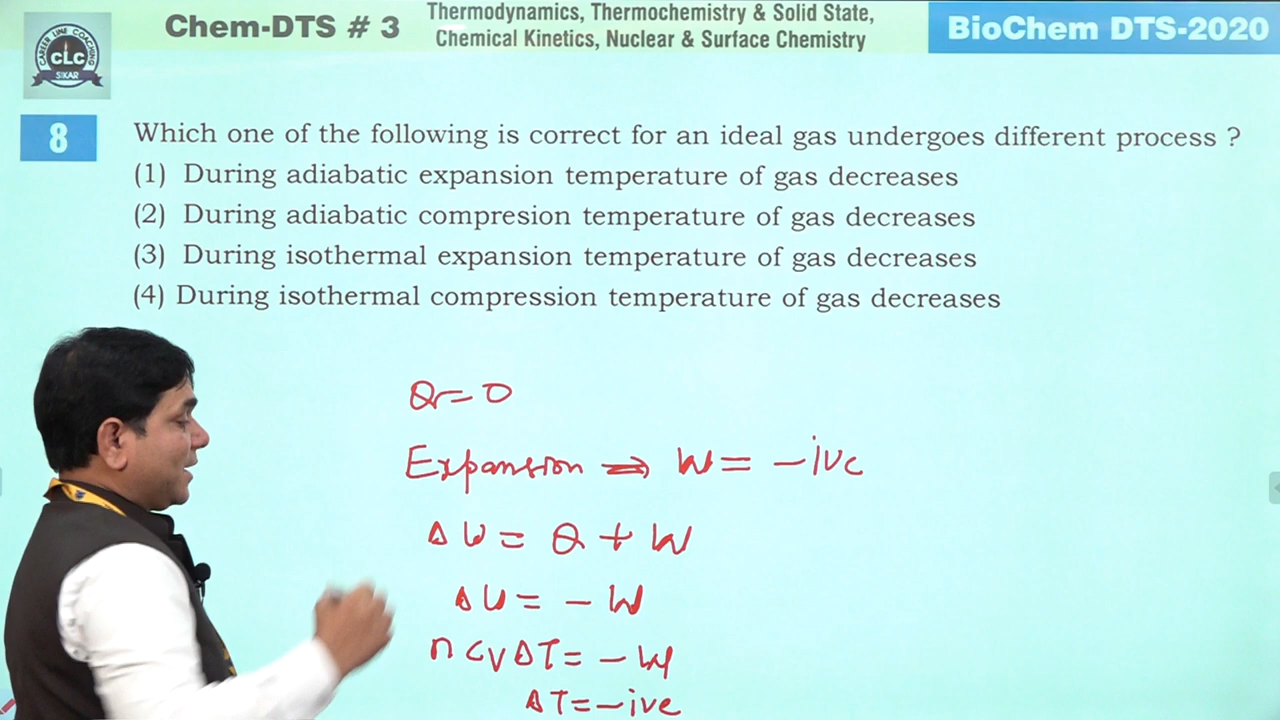 Chem-DTS # 3
Thermodynamics, Thermochemistry & Solid State,
Chemical Kinetics, Nuclear & Surface Chemistry
BioChem DTS-2020
CAREER LINE COACHING
CLC
SIKAR
8
Which one of the following is correct for an ideal gas undergoes different process ?
(1) During adiabatic expansion temperature of gas decreases
(2) During adiabatic compresion temperature of gas decreases
(3) During isothermal expansion temperature of gas decreases
(4) During isothermal compression temperature of gas decreases
Q = 0
Expansion ⇒ W = -ive
ΔU = Q + W
ΔU = - W
nCvΔT = - W
ΔT = -ive